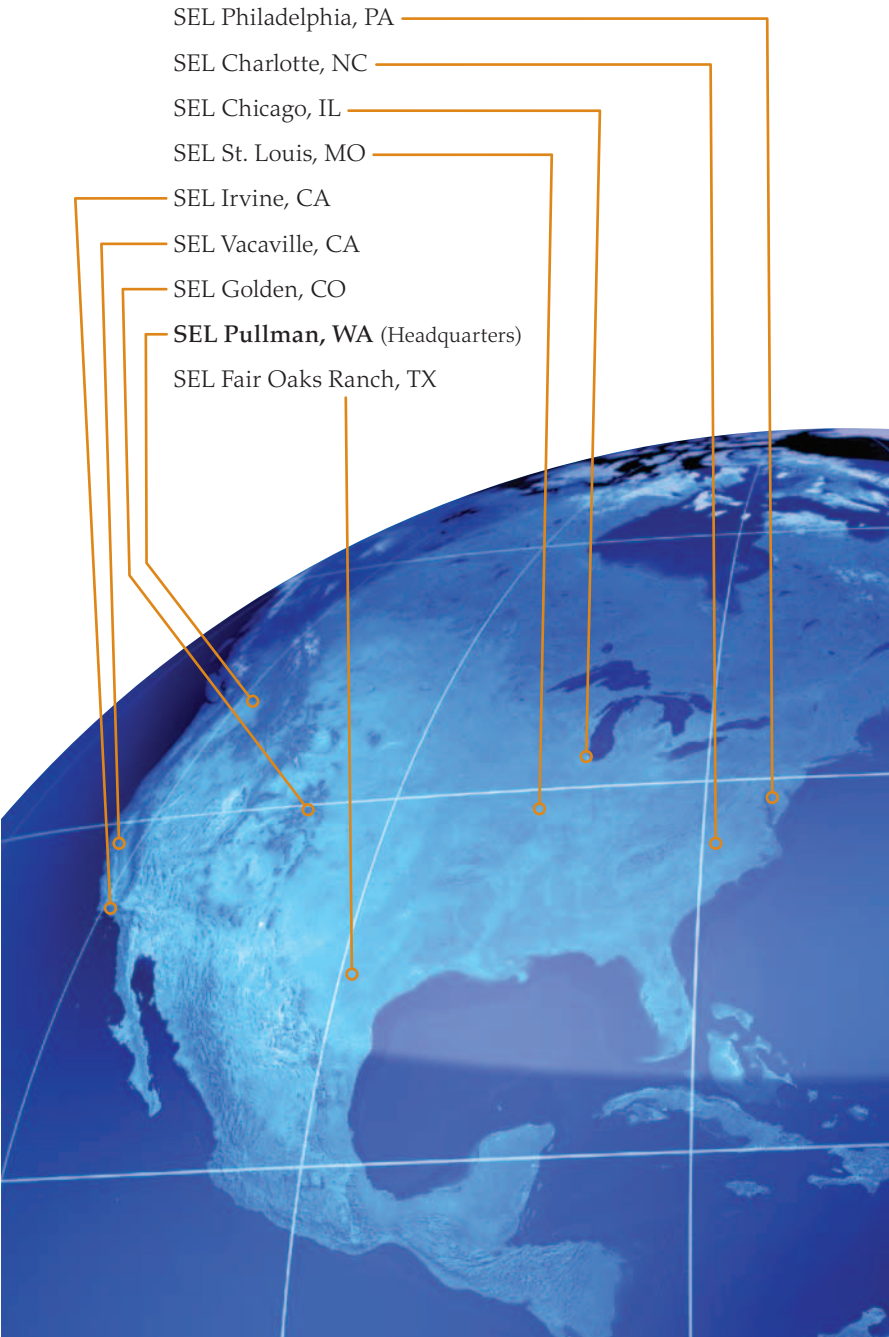 SEL Philadelphia, PA
SEL Charlotte, NC
SEL Chicago, IL
SEL St. Louis, MO
SEL Irvine, CA
SEL Vacaville, CA
SEL Golden, CO
SEL Pullman, WA (Headquarters)
SEL Fair Oaks Ranch, TX